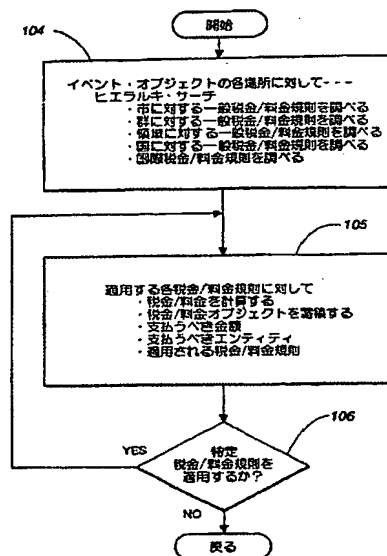 開始
104
イベント・オブジェクトの各場所に対して---
ヒエラルキ・サーチ
・市に対する一般税金/料金規則を調べる
・群に対する一般税金/料金規則を調べる
・領域に対する一般税金/料金規則を調べる
・国に対する一般税金/料金規則を調べる
・国際税金/料金規則を調べる
105
適用する各税金/料金規則に対して
・税金/料金を計算する
・税金/料金オブジェクトを蓄積する
・支払うべき金額
・支払うべきエンティティ
・適用される税金/料金規則
106
YES
特定
税金/料金規則を
適用するか?
NO
戻る